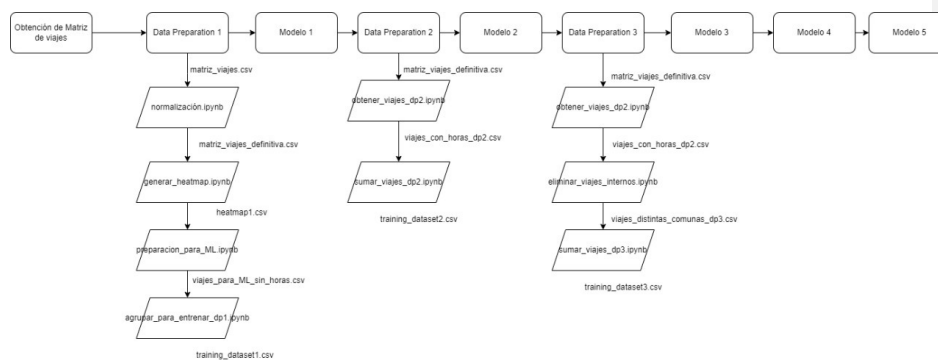 Obtención de Matriz
de viajes
Data Preparation 1
Modelo 1
Data Preparation 2
Modelo 2
Data Preparation 3
Modelo 3
Modelo 4
Modelo 5
matriz_viajes.csv
normalización.ipynb
matriz_viajes_definitiva.csv
generar_heatmap.ipynb
heatmap1.csv
preparacion_para_ML.ipynb
viajes_para_ML_sin_horas.csv
agrupar_para_entrenar_dp1.ipynb
training_dataset1.csv
matriz_viajes_definitiva.csv
obtener_viajes_dp2.ipynb
viajes_con_horas_dp2.csv
sumar_viajes_dp2.ipynb
training_dataset2.csv
matriz_viajes_definitiva.csv
obtener_viajes_dp2.ipynb
viajes_con_horas_dp2.csv
eliminar_viajes_internos.ipynb
viajes_distintas_comunas_dp3.csv
sumar_viajes_dp3.ipynb
training_dataset3.csv